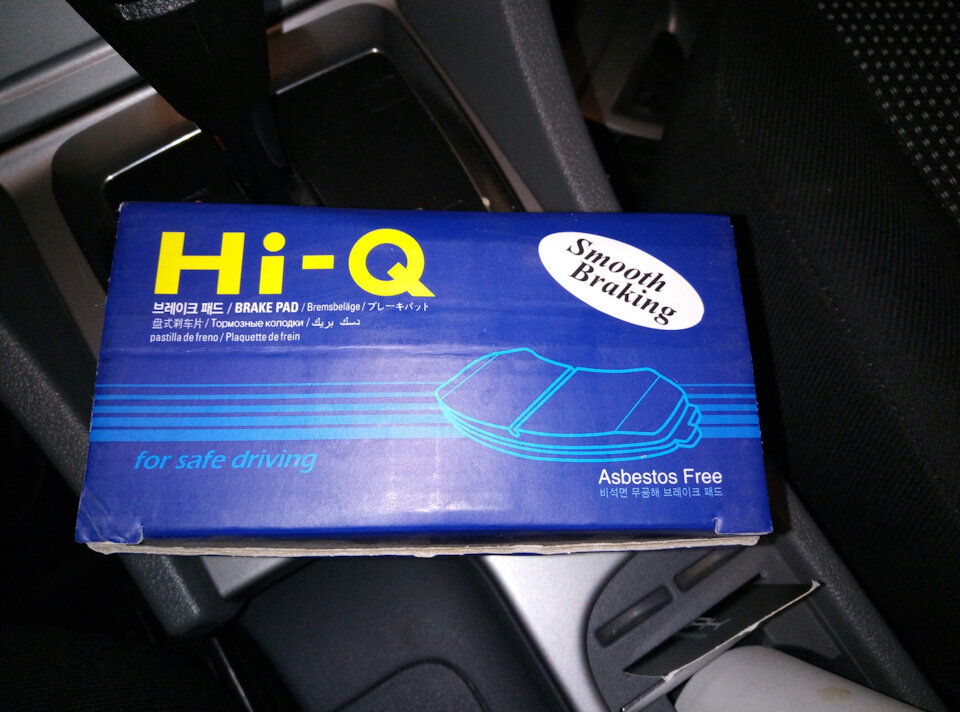 Hi-Q
Smooth
Braking
브레이크 패드 / BRAKE PAD / Bremsbeläge / ブレーキパット
盘式刹车片 / Тормозные колодки / دسك بريك
pastilla de freno / Plaquette de frein
for safe driving
Asbestos Free
비석면 무공해 브레이크 패드